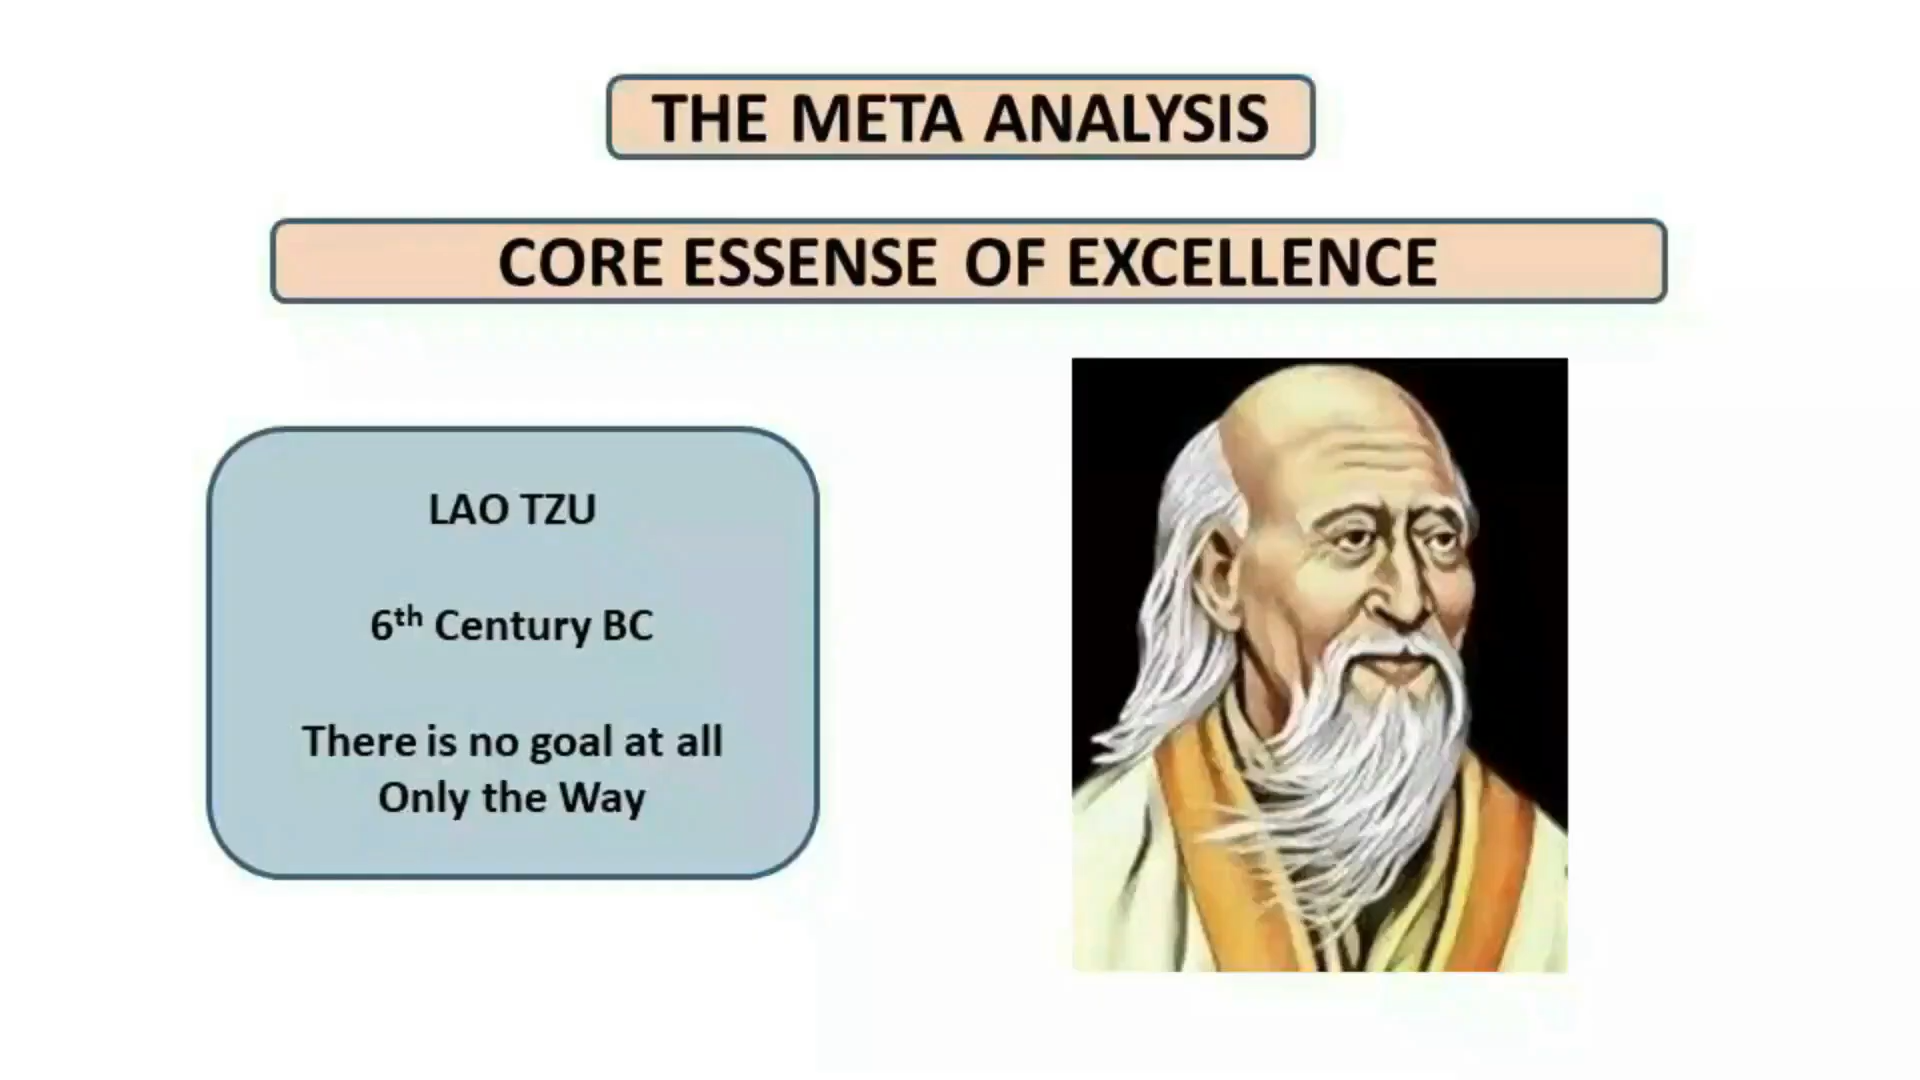 THE META ANALYSIS
CORE ESSENSE OF EXCELLENCE
LAO TZU
6th Century BC
There is no goal at all
Only the Way